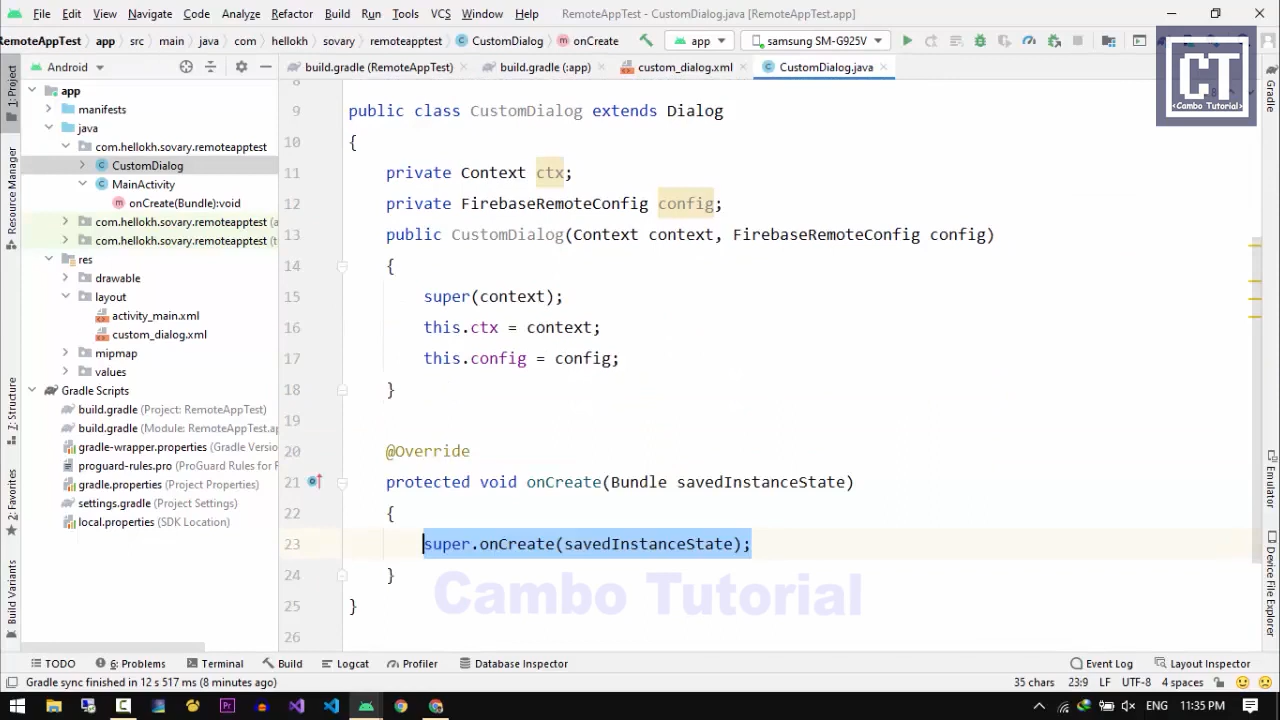 File Edit View Navigate Code Analyze Refactor Build Run Tools VCS Window Help RemoteAppTest - CustomDialog.java [RemoteAppTest.app]
RemoteAppTest app src main java com hellokh sovary remoteapptest CustomDialog onCreate app samsung SM-G925V
CT
<Cambo Tutorial>
Android
build.gradle (RemoteAppTest) build.gradle (:app) custom_dialog.xml CustomDialog.java
1: Project
Resource Manager
Z: Structure
2: Favorites
Build Variants
app
manifests
java
com.hellokh.sovary.remoteapptest
CustomDialog
MainActivity
onCreate(Bundle):void
com.hellokh.sovary.remoteapptest (a
com.hellokh.sovary.remoteapptest (t
res
drawable
layout
activity_main.xml
custom_dialog.xml
mipmap
values
Gradle Scripts
build.gradle (Project: RemoteAppTest)
build.gradle (Module: RemoteAppTest.ap
gradle-wrapper.properties (Gradle Versio
proguard-rules.pro (ProGuard Rules for R
gradle.properties (Project Properties)
settings.gradle (Project Settings)
local.properties (SDK Location)
9 public class CustomDialog extends Dialog
10 {
11 private Context ctx;
12 private FirebaseRemoteConfig config;
13 public CustomDialog(Context context, FirebaseRemoteConfig config)
14 {
15 super(context);
16 this.ctx = context;
17 this.config = config;
18 }
19
20 @Override
21 protected void onCreate(Bundle savedInstanceState)
22 {
23 super.onCreate(savedInstanceState);
24 }
25 }
26
Cambo Tutorial
Gradle
Emulator
Device File Explorer
TODO 6: Problems Terminal Build Logcat Profiler Database Inspector Event Log Layout Inspector
Gradle sync finished in 12 s 517 ms (8 minutes ago) 35 chars 23:9 LF UTF-8 4 spaces
ENG 11:35 PM